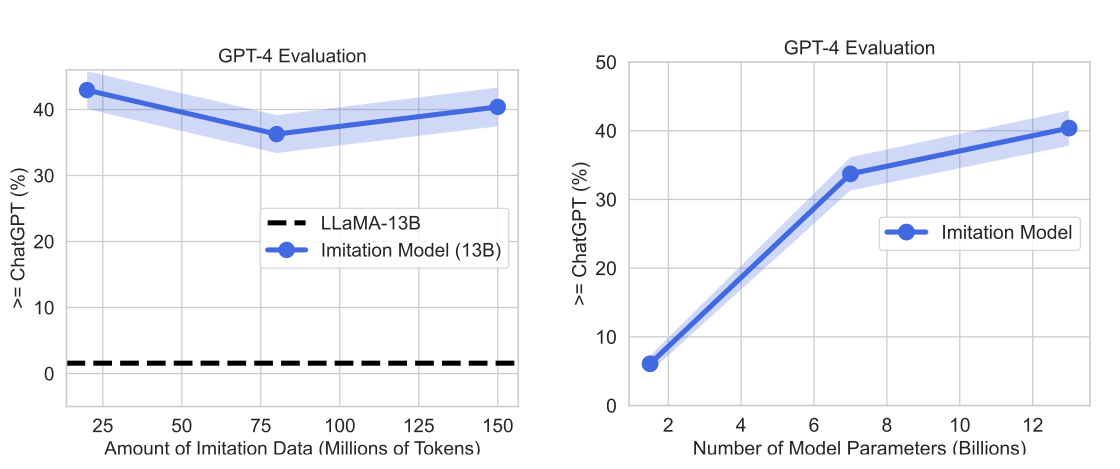 GPT-4 Evaluation
>= ChatGPT (%)
40
30
20
10
0
LLaMA-13B
Imitation Model (13B)
25 50 75 100 125 150
Amount of Imitation Data (Millions of Tokens)
GPT-4 Evaluation
>= ChatGPT (%)
50
40
30
20
10
0
Imitation Model
2 4 6 8 10 12
Number of Model Parameters (Billions)